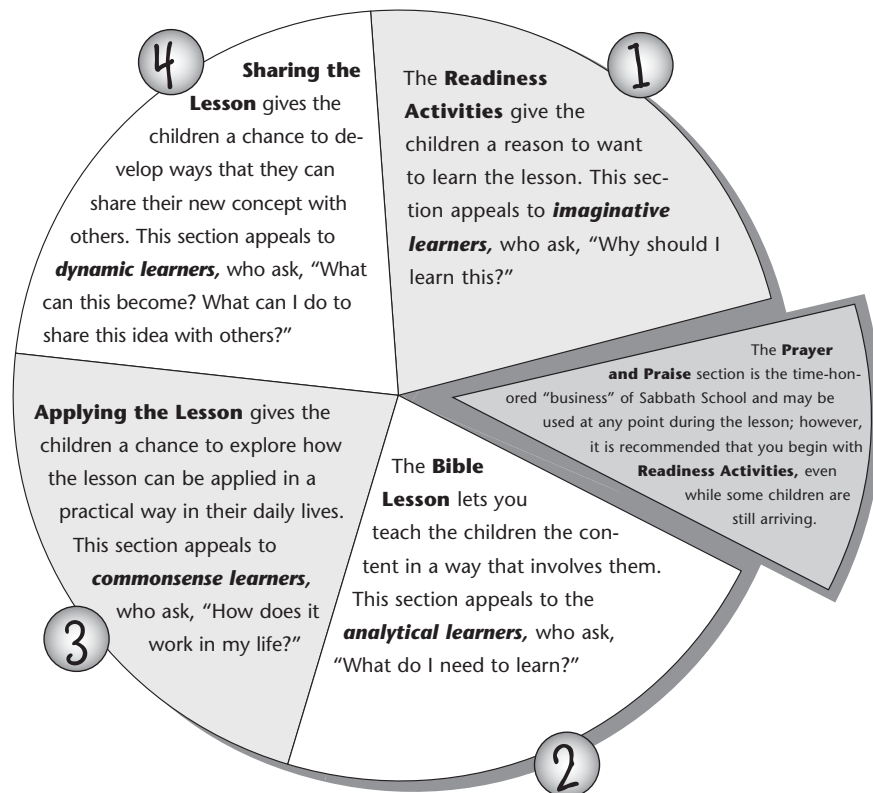 1
The Readiness
Activities give the
children a reason to want
to learn the lesson. This sec-
tion appeals to imaginative
learners, who ask, “Why should I
learn this?”
The Prayer
and Praise section is the time-hon-
ored “business” of Sabbath School and may be
used at any point during the lesson; however,
it is recommended that you begin with
Readiness Activities, even
while some children are
still arriving.
2
The Bible
Lesson lets you
teach the children the con-
tent in a way that involves them.
This section appeals to the
analytical learners, who ask,
“What do I need to learn?”
3
Applying the Lesson gives the
children a chance to explore how
the lesson can be applied in a
practical way in their daily lives.
This section appeals to
commonsense learners,
who ask, “How does it
work in my life?”
4
Sharing the
Lesson gives the
children a chance to de-
velop ways that they can
share their new concept with
others. This section appeals to
dynamic learners, who ask, “What
can this become? What can I do to
share this idea with others?”